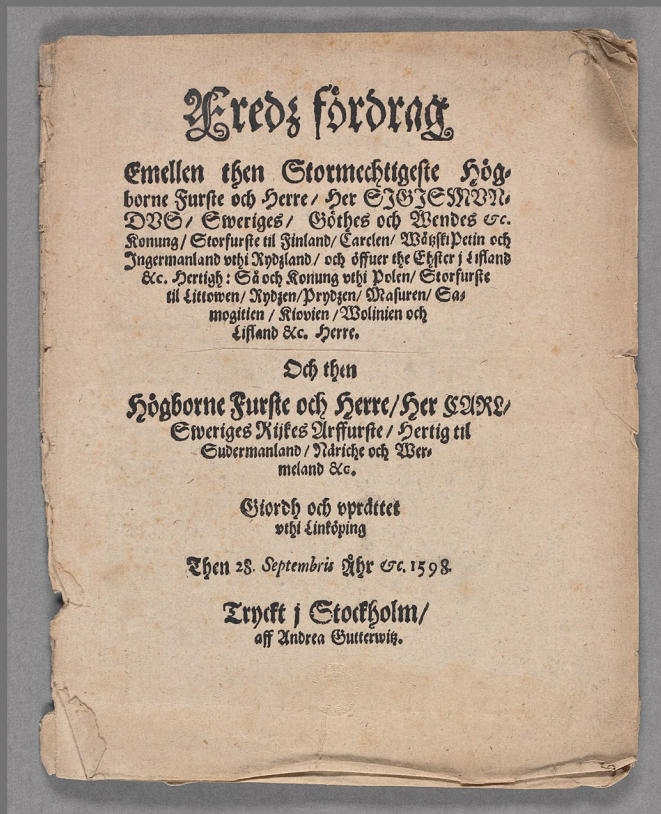 Fredz fördrag
Emellen then Stormechtigeste Hög-
borne Furste och Herre/ Her SIGISMVN-
DVS/ Sweriges/ Göthes och Wendes &c.
Konung/ Storfurste til Finland/ Carelen/ WätzskiPetin och
Ingermanland vthi Rydzland/ och öffuer the Ehster j Lifland
&c. Hertigh: Så och Konung vthi Polen/ Storfurste
til Littowen/ Rydzen/Prydzen/ Masuren/ Sa-
mogitien / Kiovien /Wolinien och
Lifland &c. Herre.
Och then
Högborne Furste och Herre/Her CARL/
Sweriges Rijkes Arffurste/ Hertig til
Sudermanland/ Näriche och Wer-
meland &c.
Giordh och vprättet
vthi Linköping
Then 28. Septembris Åhr &c. 1598.
Tryckt j Stockholm/
aff Andrea Gutterwitz.